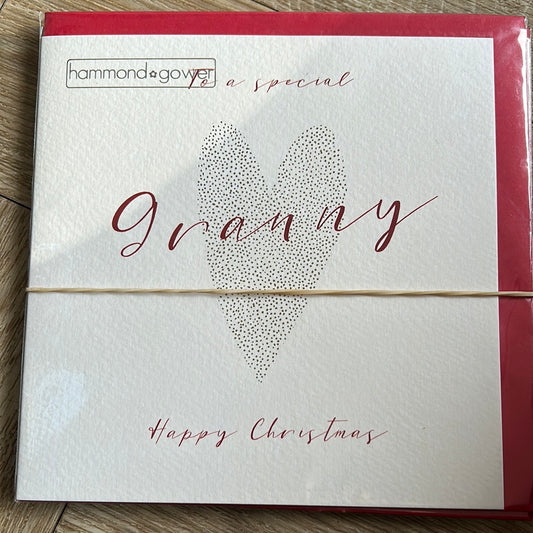 hammond gower
To a special
granny
Happy Christmas